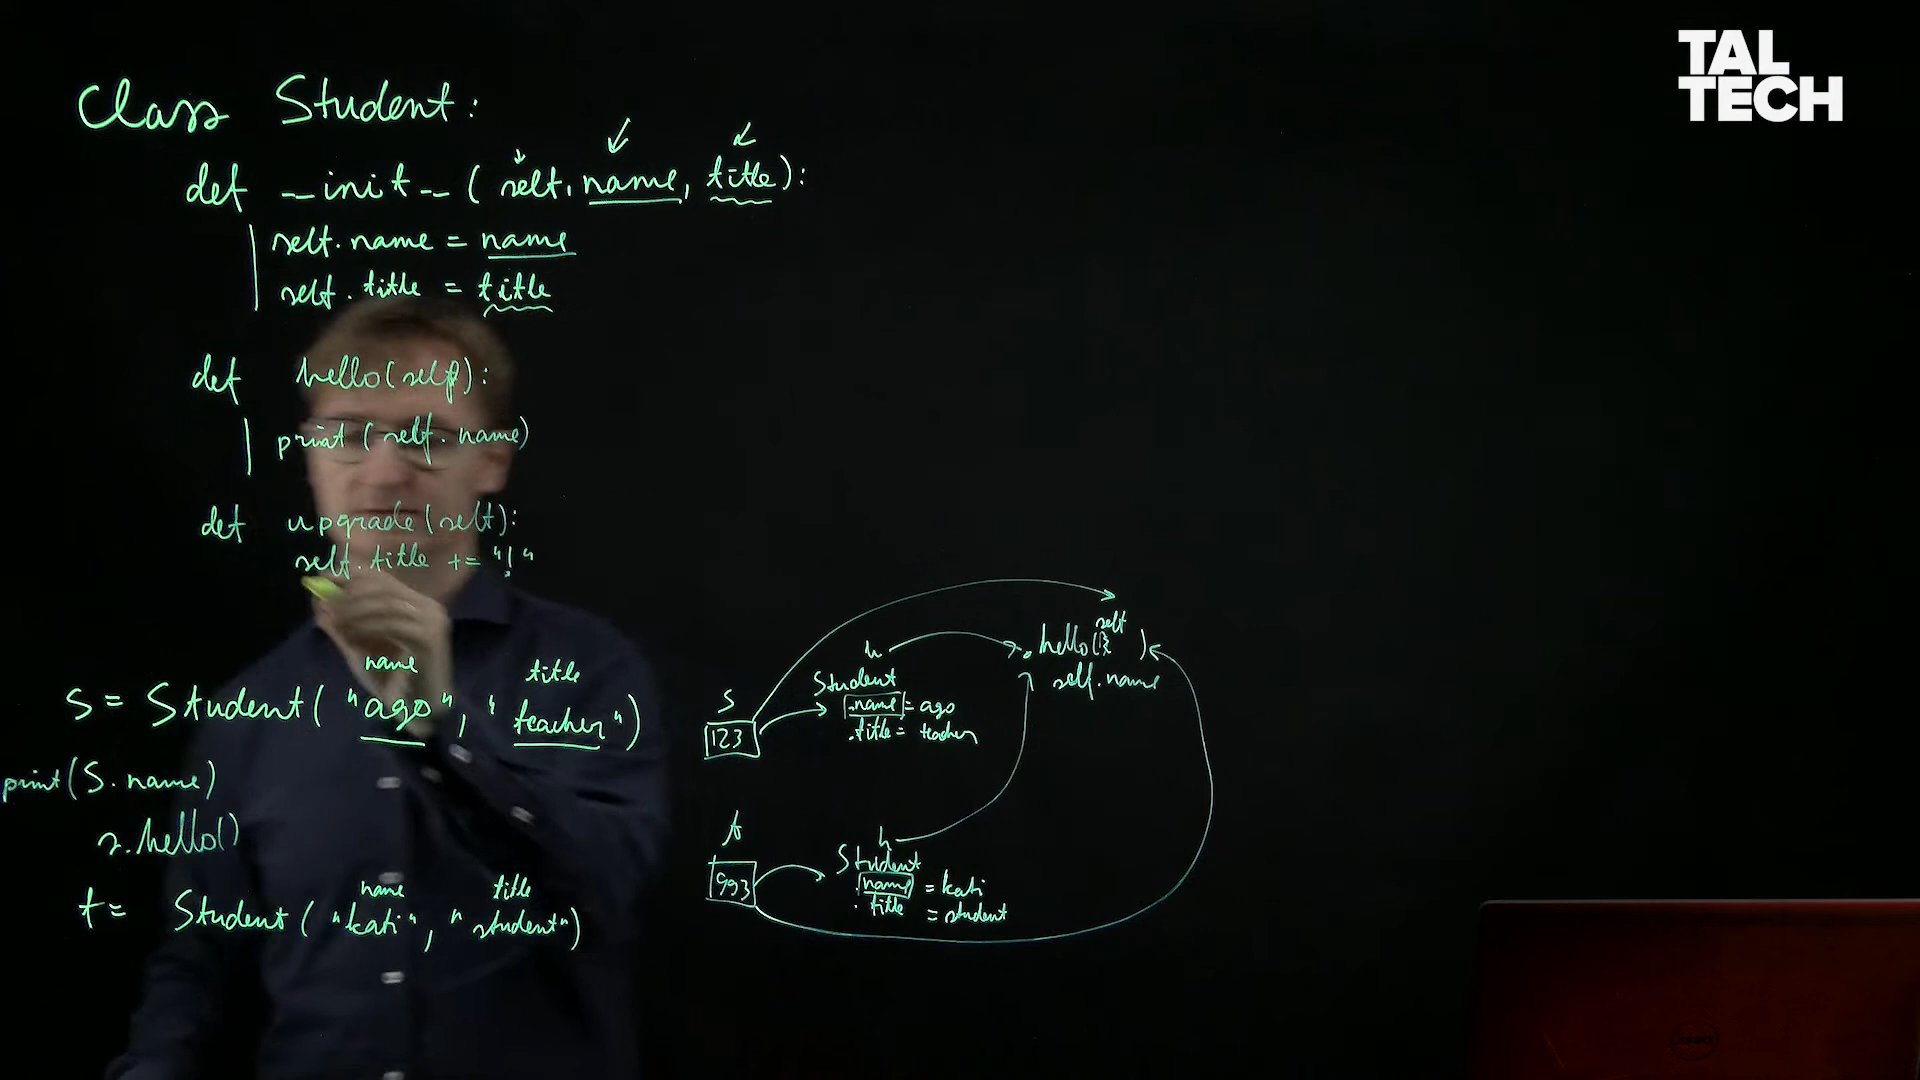 TAL
TECH
Class Student:
def __init__(self, name, title):
self.name = name
self.title = title
def hello(self):
print(self.name)
def upgrade(self):
self.title += "!"
name title
s = Student("ago", "teacher")
print(s.name)
s.hello()
name title
t = Student("kati", "student")
s
123
h
Student
.name = ago
.title = teacher
self
.hello( )
self.name
t
993
h
Student
.name = kati
.title = student